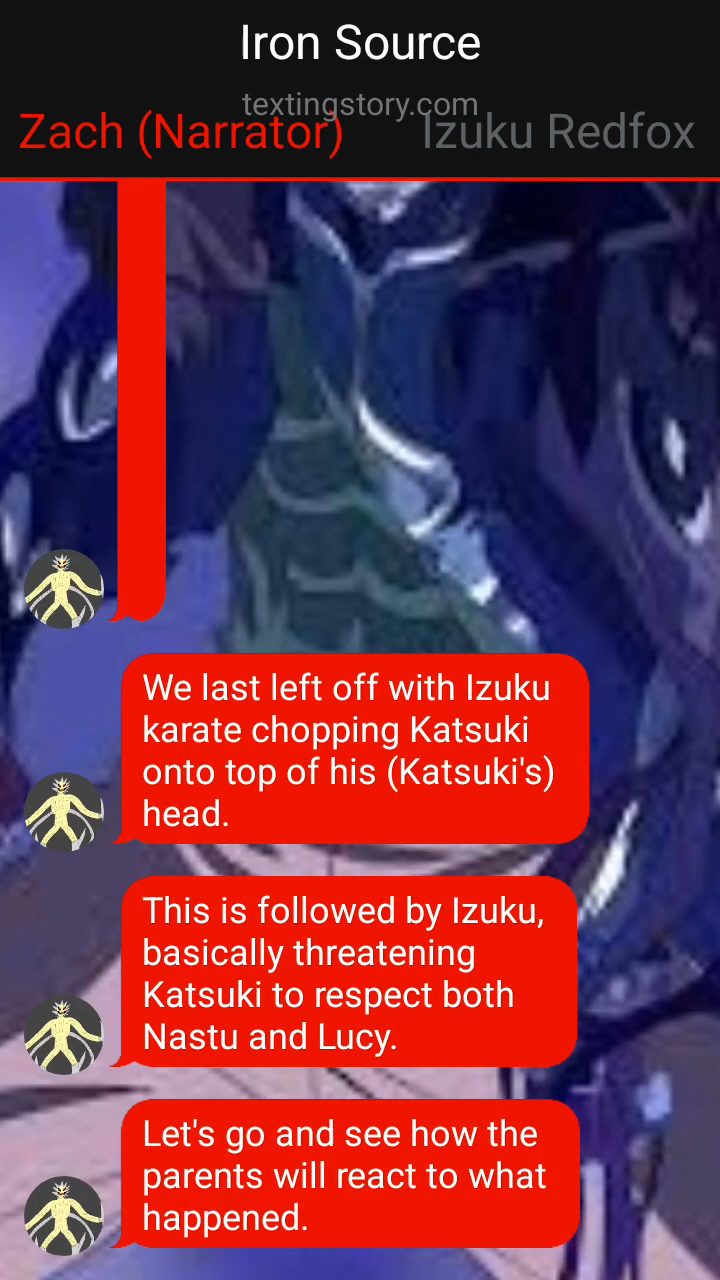 Iron Source
textingstory.com
Zach (Narrator) Izuku Redfox
We last left off with Izuku
karate chopping Katsuki
onto top of his (Katsuki's)
head.
This is followed by Izuku,
basically threatening
Katsuki to respect both
Nastu and Lucy.
Let's go and see how the
parents will react to what
happened.